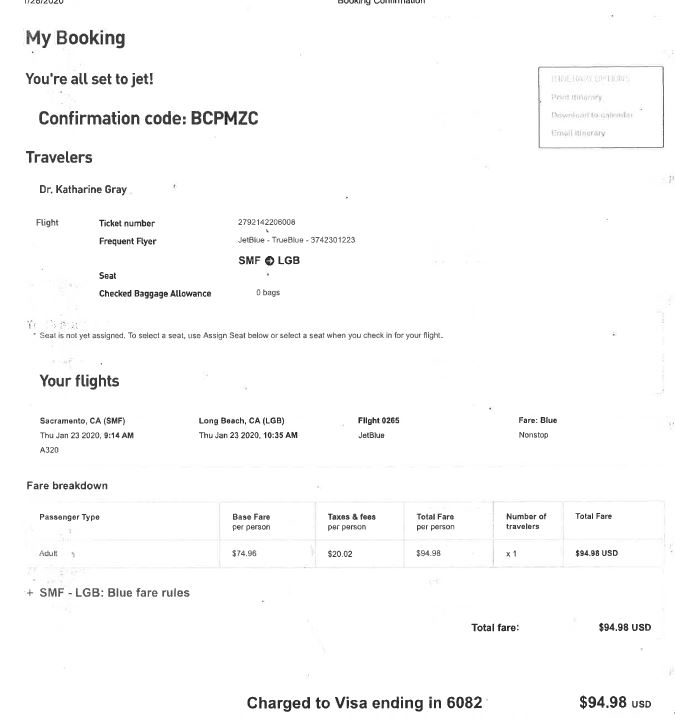 1/28/2020
Booking Confirmation
My Booking
You're all set to jet!
ITINERARY OPTIONS
Print itinerary
Download to calendar
Email itinerary
Confirmation code: BCPMZC
Travelers
Dr. Katharine Gray
Flight Ticket number 2792142206008
Frequent Flyer JetBlue - TrueBlue - 3742301223
SMF LGB
Seat *
Checked Baggage Allowance 0 bags
* Seat is not yet assigned. To select a seat, use Assign Seat below or select a seat when you check in for your flight.
Your flights
Sacramento, CA (SMF) Long Beach, CA (LGB) Flight 0265 Fare: Blue
Thu Jan 23 2020, 9:14 AM Thu Jan 23 2020, 10:35 AM JetBlue Nonstop
A320
Fare breakdown
Passenger Type Base Fare Taxes & fees Total Fare Number of Total Fare
per person per person per person travelers
Adult $74.96 $20.02 $94.98 x 1 $94.98 USD
+ SMF - LGB: Blue fare rules
Total fare: $94.98 USD
Charged to Visa ending in 6082 $94.98 USD